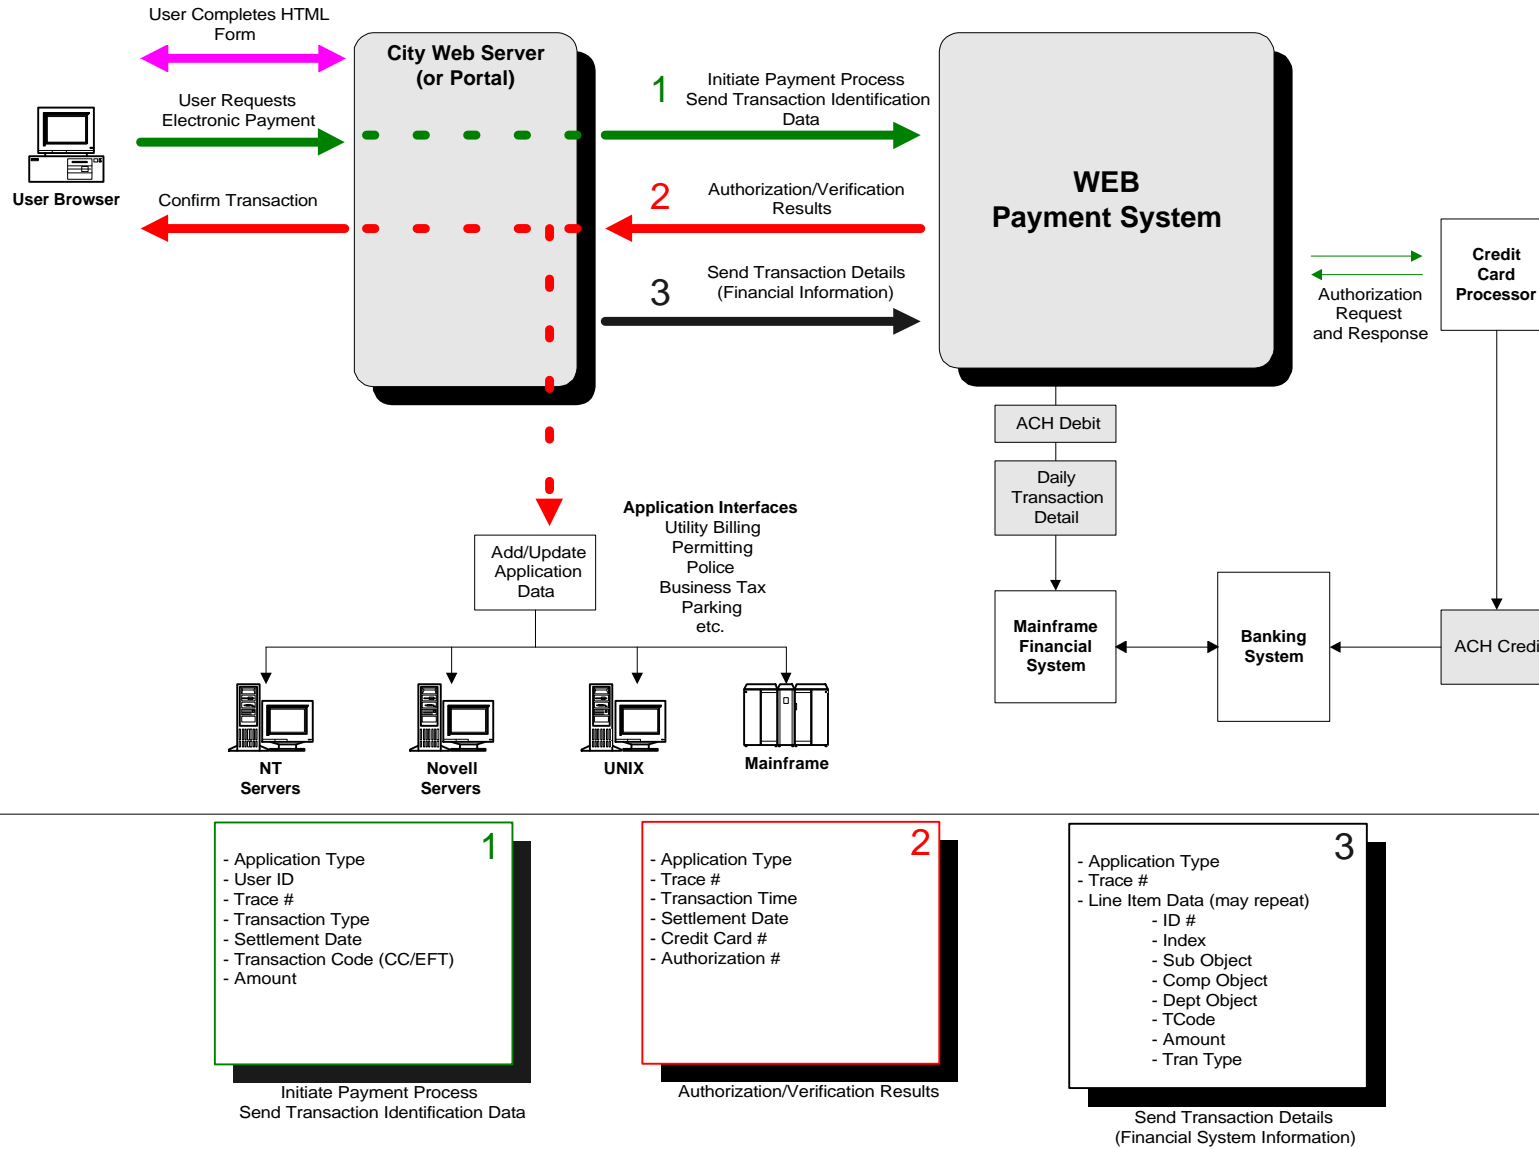 User Completes HTML
Form
City Web Server
(or Portal)
User Requests
Electronic Payment
User Browser
Confirm Transaction
1
Initiate Payment Process
Send Transaction Identification
Data
2
Authorization/Verification
Results
3
Send Transaction Details
(Financial Information)
WEB
Payment System
Credit
Card
Processor
Authorization
Request
and Response
ACH Debit
Daily
Transaction
Detail
Application Interfaces
Utility Billing
Permitting
Police
Business Tax
Parking
etc.
Add/Update
Application
Data
Mainframe
Financial
System
Banking
System
ACH Credi
NT
Servers
Novell
Servers
UNIX
Mainframe
1
- Application Type
- User ID
- Trace #
- Transaction Type
- Settlement Date
- Transaction Code (CC/EFT)
- Amount
Initiate Payment Process
Send Transaction Identification Data
2
- Application Type
- Trace #
- Transaction Time
- Settlement Date
- Credit Card #
- Authorization #
Authorization/Verification Results
3
- Application Type
- Trace #
- Line Item Data (may repeat)
- ID #
- Index
- Sub Object
- Comp Object
- Dept Object
- TCode
- Amount
- Tran Type
Send Transaction Details
(Financial System Information)